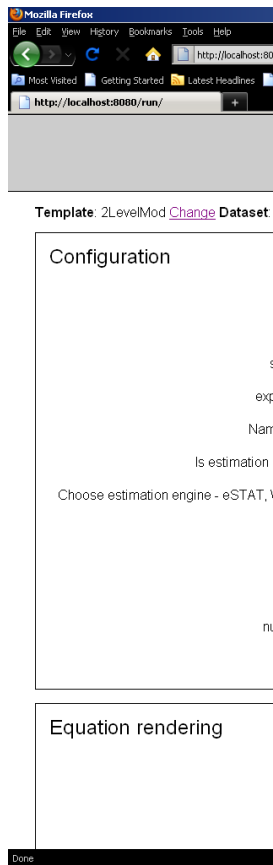 Mozilla Firefox
File Edit View History Bookmarks Tools Help
http://localhost:80
Most Visited Getting Started Latest Headlines
http://localhost:8080/run/ +
Template: 2LevelMod Change Dataset:
Configuration
s
exp
Nam
Is estimation
Choose estimation engine - eSTAT, W
nu
Equation rendering
Done